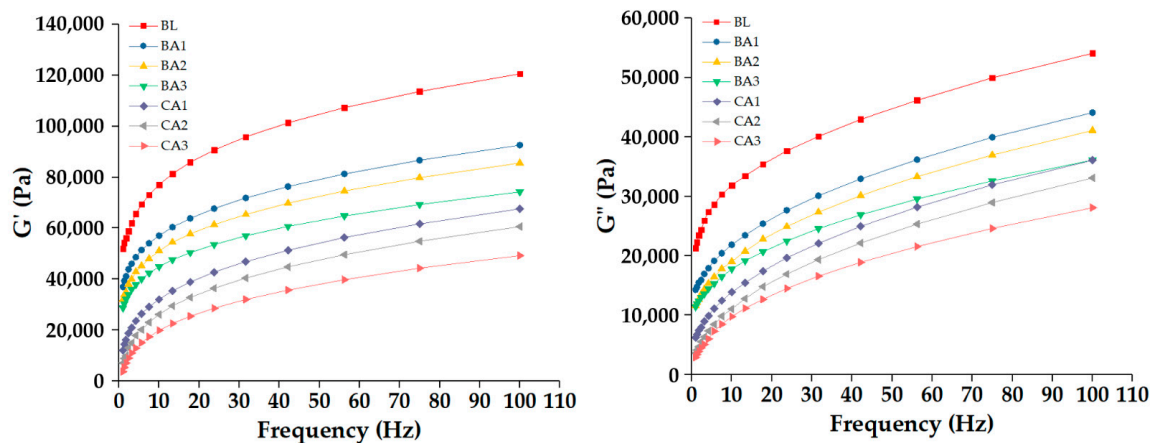 140,000
120,000
100,000
80,000
60,000
40,000
20,000
0
G' (Pa)
BL
BA1
BA2
BA3
CA1
CA2
CA3
0 10 20 30 40 50 60 70 80 90 100 110
Frequency (Hz)
60,000
50,000
40,000
30,000
20,000
10,000
0
G" (Pa)
BL
BA1
BA2
BA3
CA1
CA2
CA3
0 10 20 30 40 50 60 70 80 90 100 110
Frequency (Hz)